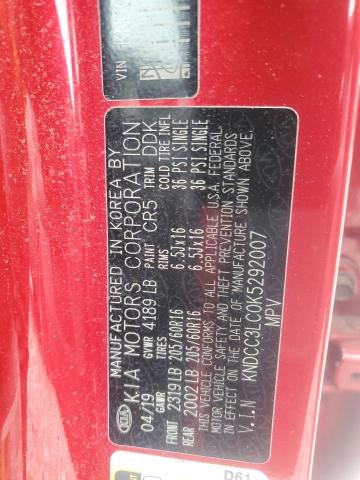 VIN
MANUFACTURED IN KOREA BY
KIA KIA MOTORS CORPORATION
04/19 GVWR 4189 LB PAINT CR5 TRIM DDK
GAWR RIMS COLD TIRE INFL
FRONT 2319 LB 205/60R16 6.5JX16 36 PSI SINGLE
REAR 2002 LB 205/60R16 6.5JX16 36 PSI SINGLE
THIS VEHICLE CONFORMS TO ALL APPLICABLE U.S.A. FEDERAL
MOTOR VEHICLE SAFETY AND THEFT PREVENTION STANDARDS
IN EFFECT ON THE DATE OF MANUFACTURE SHOWN ABOVE.
V.I.N KNDCC3LC0K5292007
MPV
D61